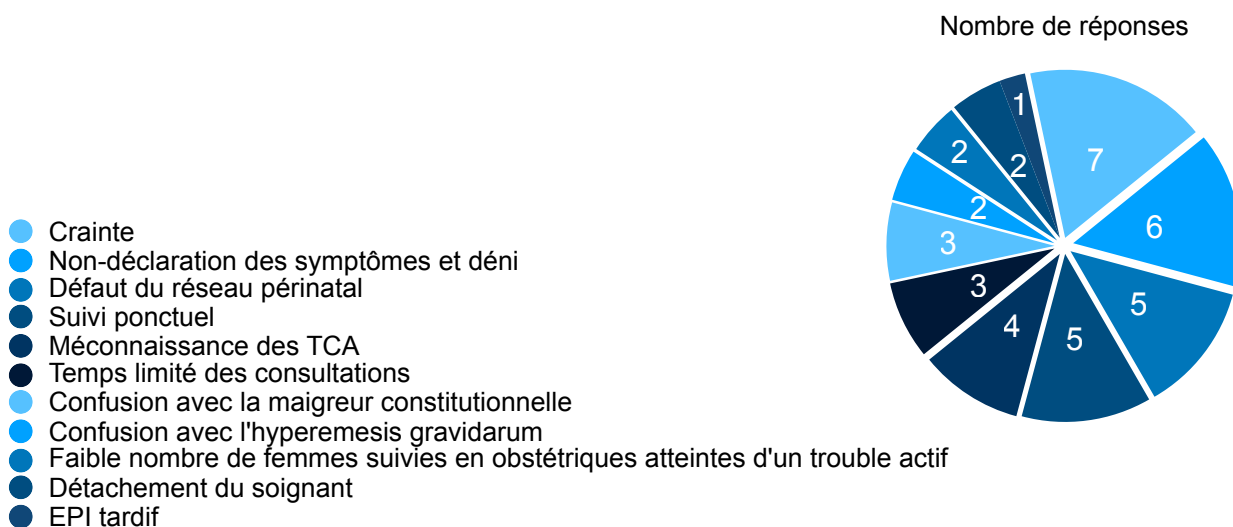 Nombre de réponses
1
7
2
2
6
2
3
3
5
4
5
Crainte
Non-déclaration des symptômes et déni
Défaut du réseau périnatal
Suivi ponctuel
Méconnaissance des TCA
Temps limité des consultations
Confusion avec la maigreur constitutionnelle
Confusion avec l'hyperemesis gravidarum
Faible nombre de femmes suivies en obstétriques atteintes d'un trouble actif
Détachement du soignant
EPI tardif